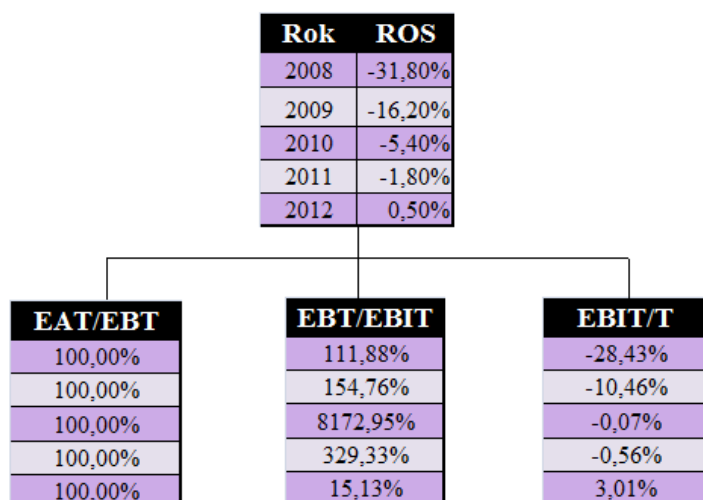 Rok ROS
2008 -31,80%
2009 -16,20%
2010 -5,40%
2011 -1,80%
2012 0,50%
EAT/EBT EBT/EBIT EBIT/T
100,00% 111,88% -28,43%
100,00% 154,76% -10,46%
100,00% 8172,95% -0,07%
100,00% 329,33% -0,56%
100,00% 15,13% 3,01%